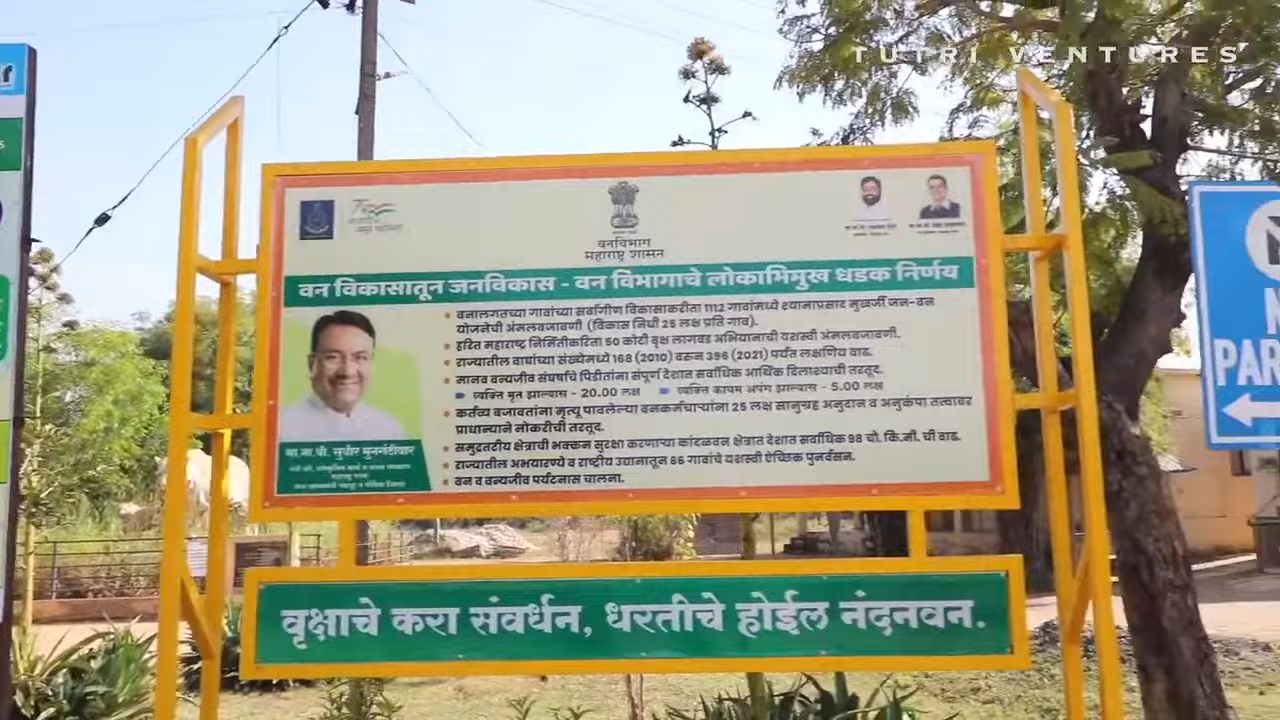 TUTRI VENTURES
वनविभाग
महाराष्ट्र शासन
वन विकासातून जनविकास - वन विभागाचे लोकाभिमुख धडक निर्णय
वनालगतच्या गावांच्या सर्वांगीण विकासाकरीता 1112 गावांमध्ये श्यामाप्रसाद मुखर्जी जन-वन
योजनेची अंमलबजावणी (विकास निधी 25 लक्ष प्रति गाव).
हरित महाराष्ट्र निर्मितीकरिता 50 कोटी वृक्ष लागवड अभियानाची यशस्वी अंमलबजावणी.
राज्यातील वाघांच्या संख्येमध्ये 168 (2010) वरून 396 (2021) पर्यंत लक्षणिय वाढ.
मानव वन्यजीव संघर्षाचे पिडीतांना संपूर्ण देशात सर्वाधिक आर्थिक दिलाश्याची तरतूद.
व्यक्ति मृत झाल्यास - 20.00 लक्ष व्यक्ति कायम अपंग झाल्यास - 5.00 लक्ष
कर्तव्य बजावतांना मृत्यू पावलेल्या वनकर्मचाऱ्यांना 25 लक्ष सानुग्रह अनुदान व अनुकंपा तत्वावर
प्राधान्याने नोकरीची तरतूद.
समुद्रतटीय क्षेत्राची भक्कम सुरक्षा करणाऱ्या कांदळवन क्षेत्रात देशात सर्वाधिक 98 चौ. कि.मी. ची वाढ.
राज्यातील अभयारण्ये व राष्ट्रीय उद्यानातून 86 गावांचे यशस्वी ऐच्छिक पुनर्वसन.
वन व वन्यजीव पर्यटनास चालना.
मा.ना.श्री. सुधीर मुनगंटीवार
वृक्षाचे करा संवर्धन, धरतीचे होईल नंदनवन.
PAR